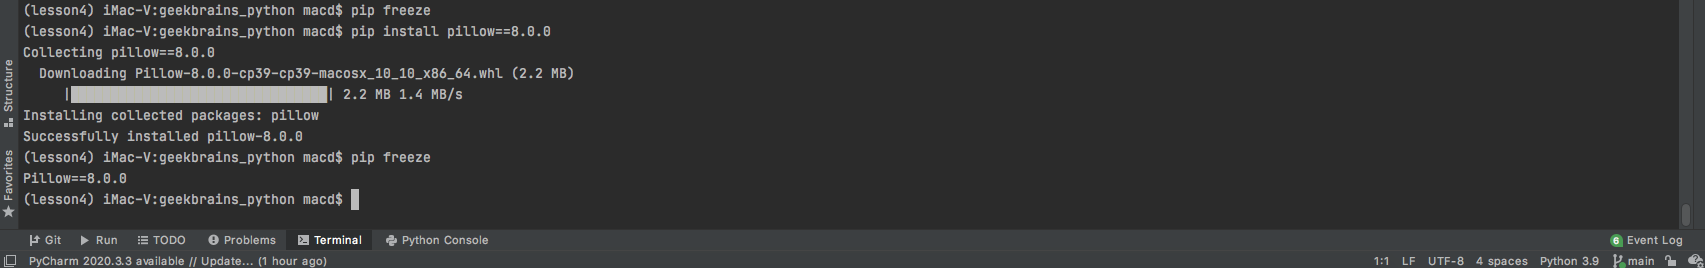 (lesson4) iMac-V:geekbrains_python macd$ pip freeze
(lesson4) iMac-V:geekbrains_python macd$ pip install pillow==8.0.0
Collecting pillow==8.0.0
  Downloading Pillow-8.0.0-cp39-cp39-macosx_10_10_x86_64.whl (2.2 MB)
     |████████████████████████████████| 2.2 MB 1.4 MB/s
Installing collected packages: pillow
Successfully installed pillow-8.0.0
(lesson4) iMac-V:geekbrains_python macd$ pip freeze
Pillow==8.0.0
(lesson4) iMac-V:geekbrains_python macd$
Structure
Favorites
Git Run TODO Problems Terminal Python Console 6 Event Log
PyCharm 2020.3.3 available // Update... (1 hour ago) 1:1 LF UTF-8 4 spaces Python 3.9 main